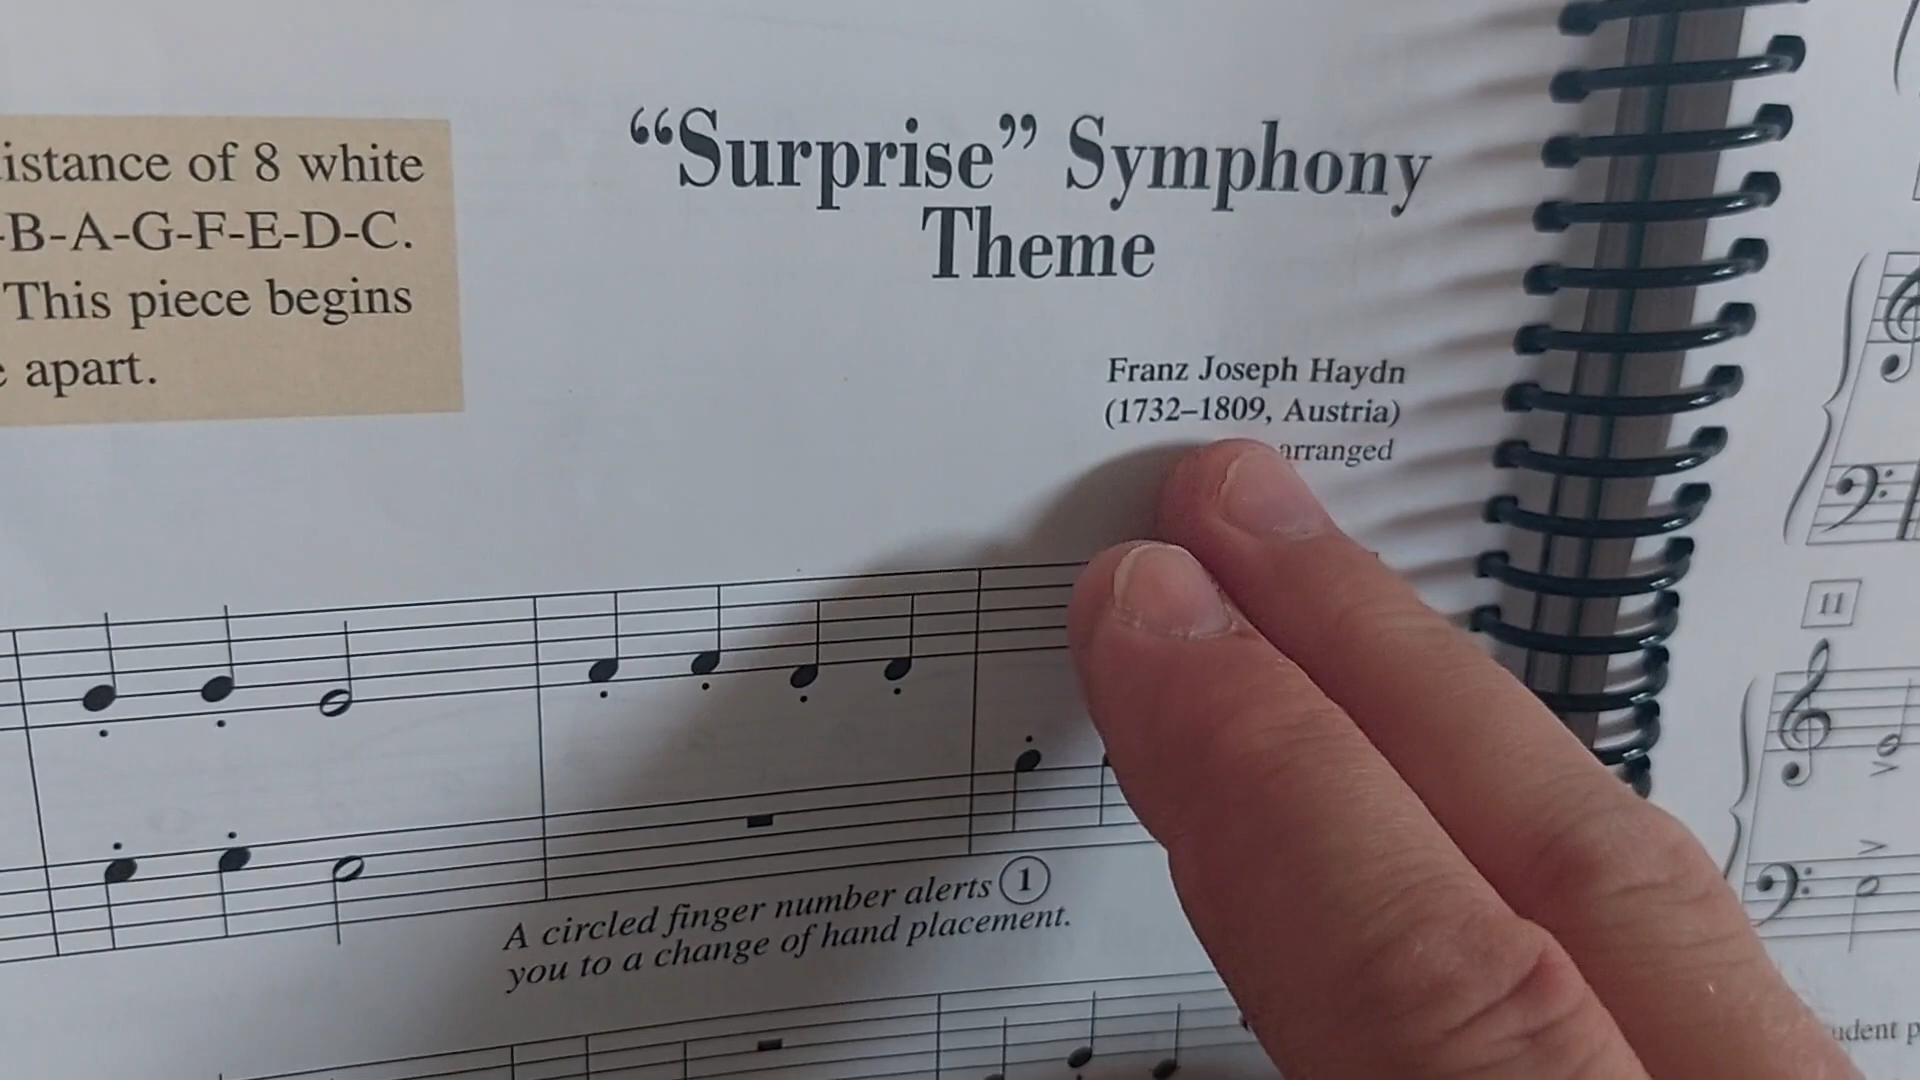 istance of 8 white
-B-A-G-F-E-D-C.
This piece begins
apart.
“Surprise” Symphony
Theme
Franz Joseph Haydn
(1732–1809, Austria)
arranged
A circled finger number alerts 1
you to a change of hand placement.
11
udent p